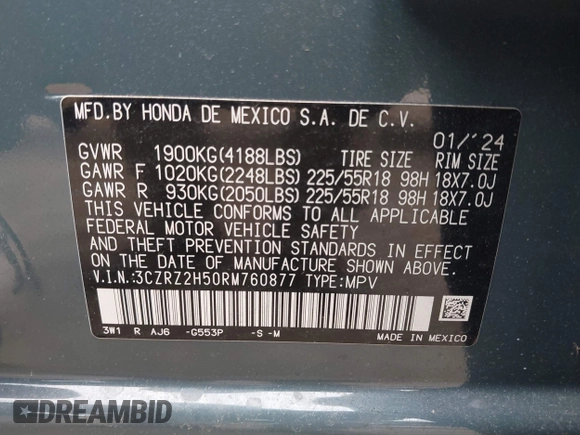 MFD.BY HONDA DE MEXICO S.A. DE C.V.
01/'24
GVWR 1900KG(4188LBS) TIRE SIZE RIM SIZE
GAWR F 1020KG(2248LBS) 225/55R18 98H 18X7.0J
GAWR R 930KG(2050LBS) 225/55R18 98H 18X7.0J
THIS VEHICLE CONFORMS TO ALL APPLICABLE
FEDERAL MOTOR VEHICLE SAFETY
AND THEFT PREVENTION STANDARDS IN EFFECT
ON THE DATE OF MANUFACTURE SHOWN ABOVE.
V.I.N.:3CZRZ2H50RM760877 TYPE:MPV
3W1 R AJ6 -G553P -S -M
MADE IN MEXICO
DREAMBID